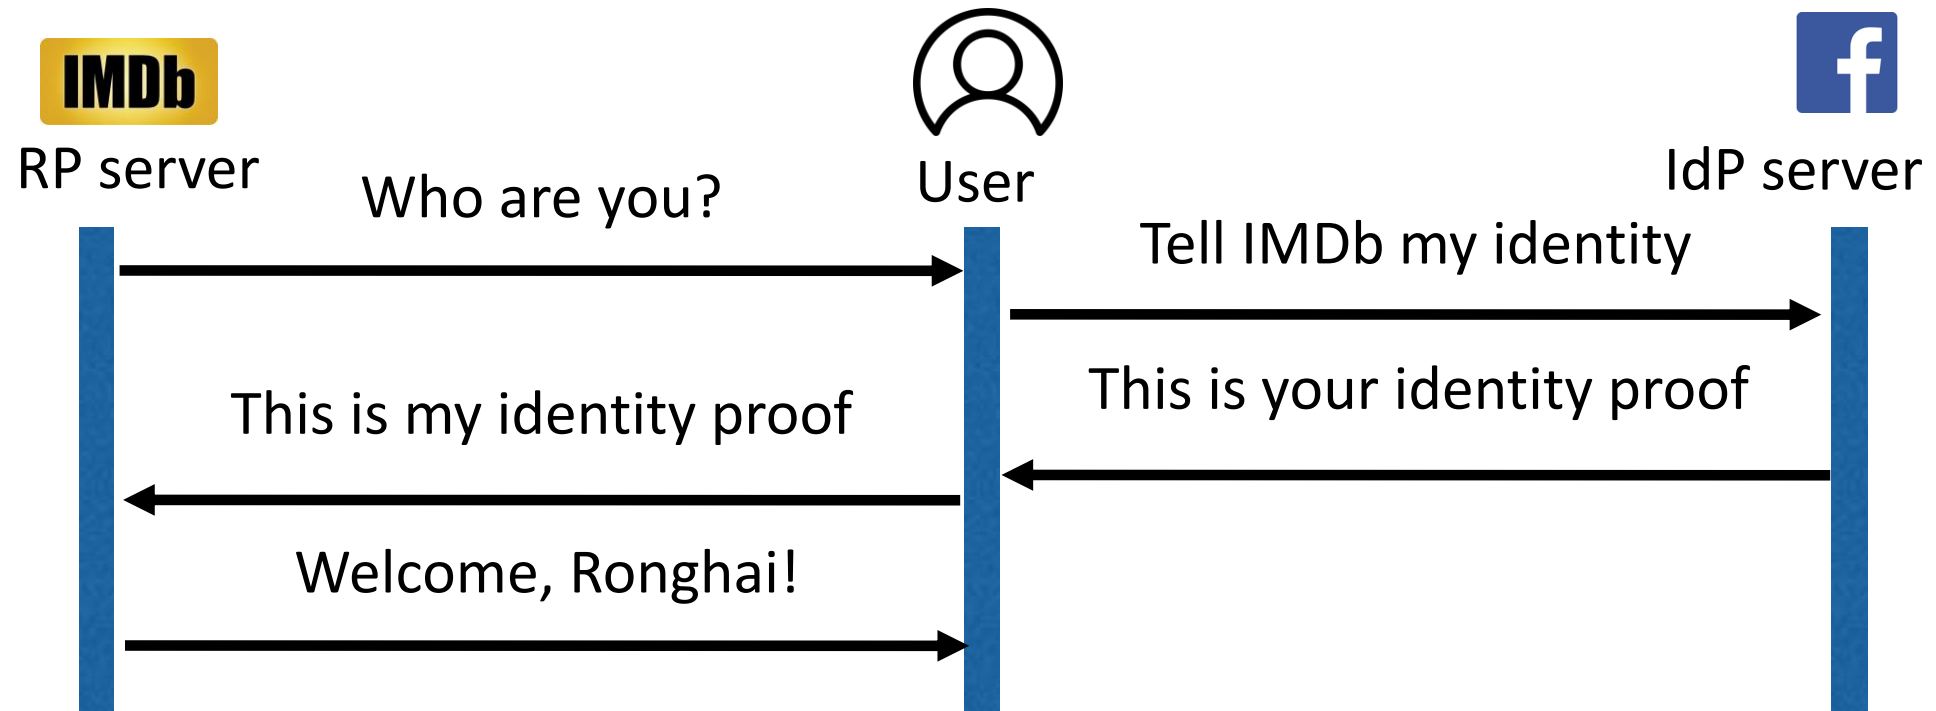 IMDb
f
RP server
User
IdP server
Who are you?
Tell IMDb my identity
This is your identity proof
This is my identity proof
Welcome, Ronghai!